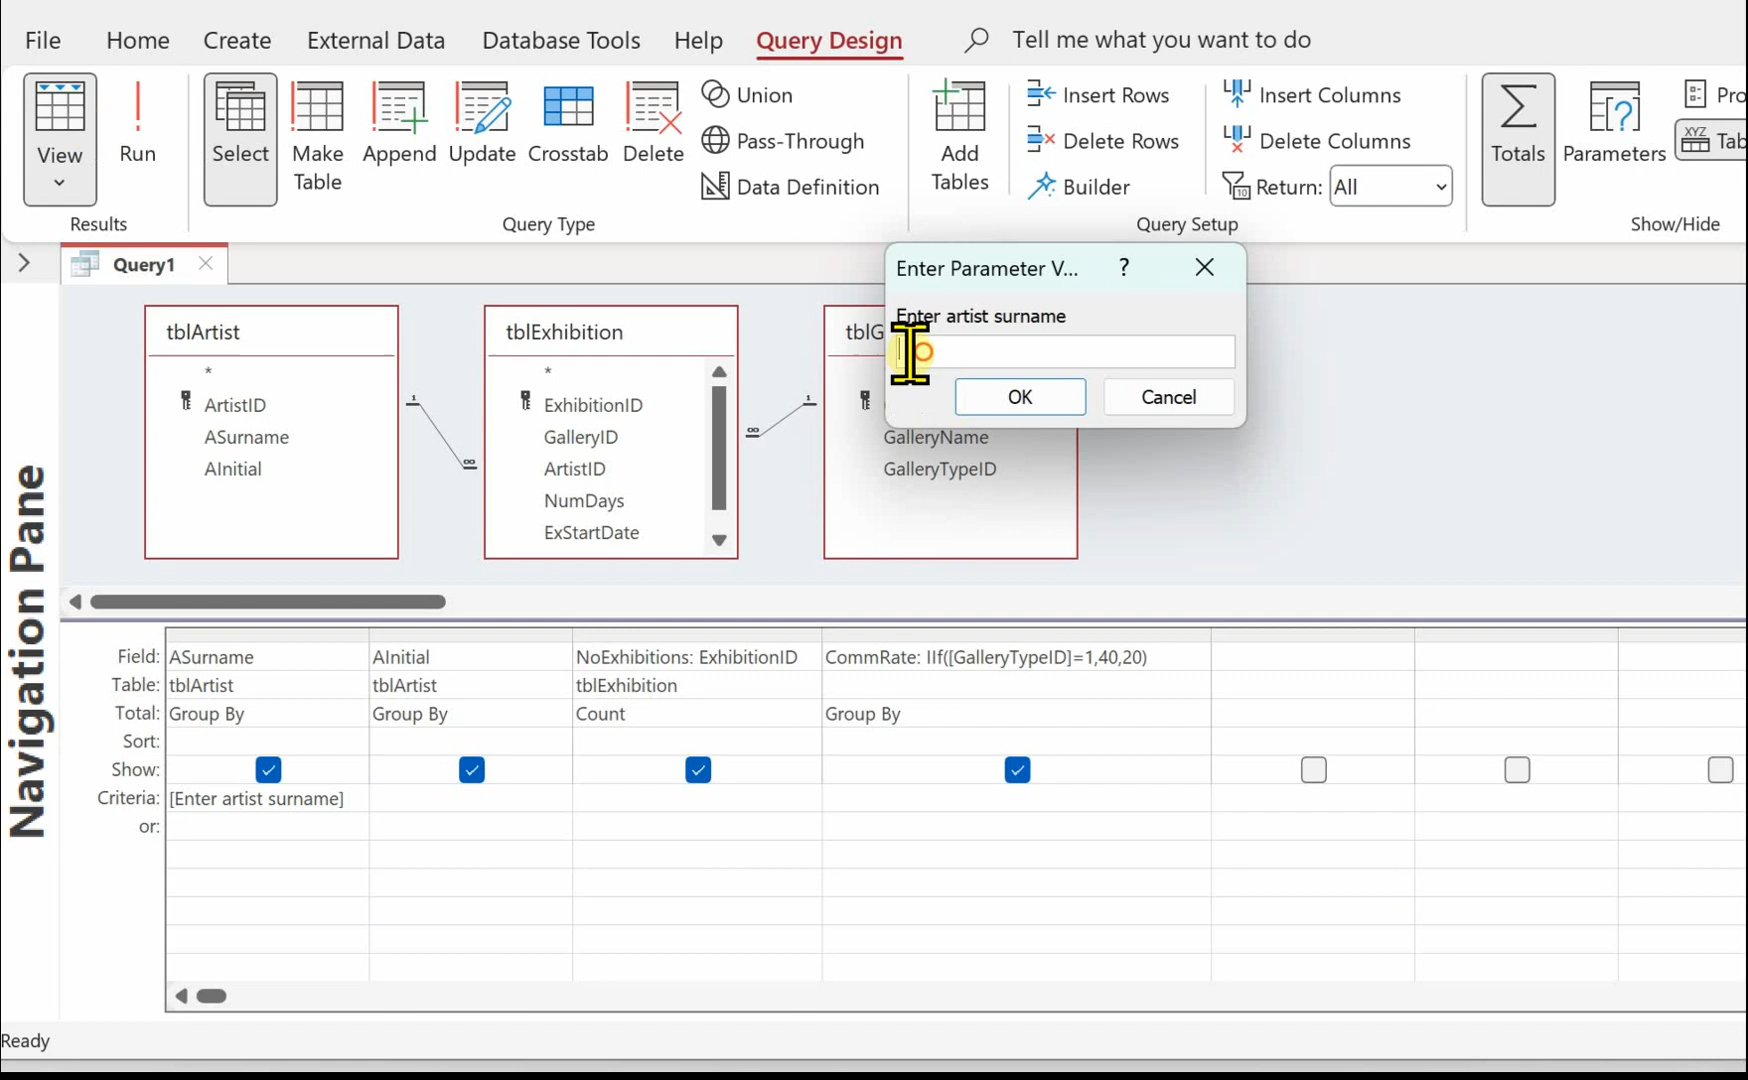 File Home Create External Data Database Tools Help Query Design Tell me what you want to do
View Run Select Make Table Append Update Crosstab Delete
Union
Pass-Through
Data Definition
Add Tables
Insert Rows
Delete Rows
Builder
Insert Columns
Delete Columns
Return: All
Totals Parameters
XYZ
Results Query Type Query Setup Show/Hide
Query1
Enter Parameter V... ?
Enter artist surname
OK Cancel
tblArtist
*
ArtistID
ASurname
AInitial
tblExhibition
*
ExhibitionID
GalleryID
ArtistID
NumDays
ExStartDate
GalleryName
GalleryTypeID
1 ∞ ∞ 1
Navigation Pane
Field: ASurname AInitial NoExhibitions: ExhibitionID CommRate: IIf([GalleryTypeID]=1,40,20)
Table: tblArtist tblArtist tblExhibition
Total: Group By Group By Count Group By
Sort:
Show:
Criteria: [Enter artist surname]
or:
Ready